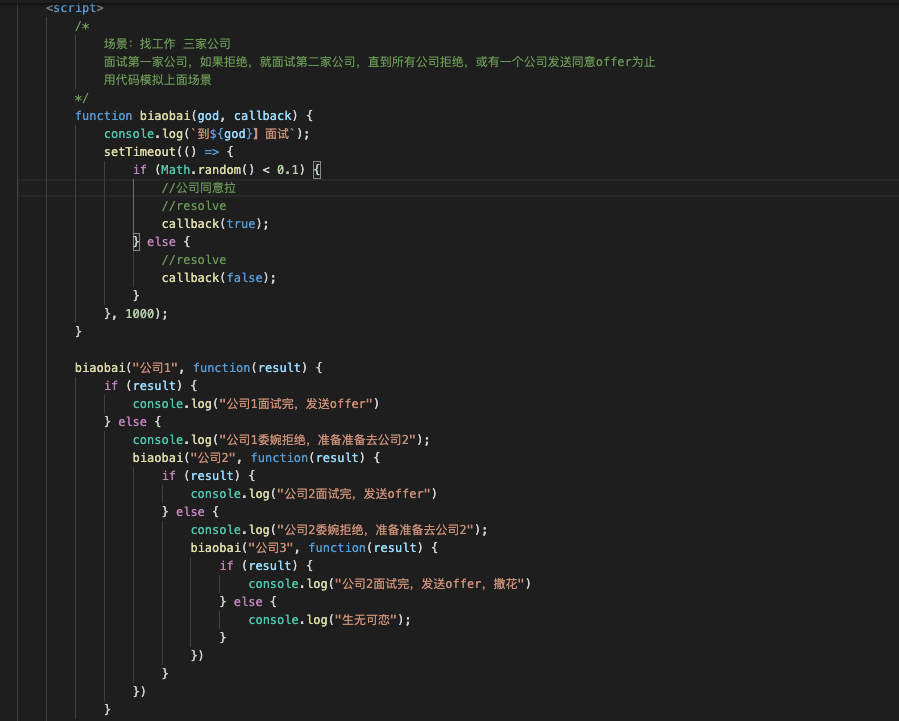 <script>
/*
场景：找工作 三家公司
面试第一家公司，如果拒绝，就面试第二家公司，直到所有公司拒绝，或有一个公司发送同意offer为止
用代码模拟上面场景
*/
function biaobai(god, callback) {
console.log(`到${god}】面试`);
setTimeout(() => {
if (Math.random() < 0.1) {
//公司同意拉
//resolve
callback(true);
} else {
//resolve
callback(false);
}
}, 1000);
}
biaobai("公司1", function(result) {
if (result) {
console.log("公司1面试完，发送offer")
} else {
console.log("公司1委婉拒绝，准备准备去公司2");
biaobai("公司2", function(result) {
if (result) {
console.log("公司2面试完，发送offer")
} else {
console.log("公司2委婉拒绝，准备准备去公司2");
biaobai("公司3", function(result) {
if (result) {
console.log("公司2面试完，发送offer，撒花")
} else {
console.log("生无可恋");
}
})
}
})
}